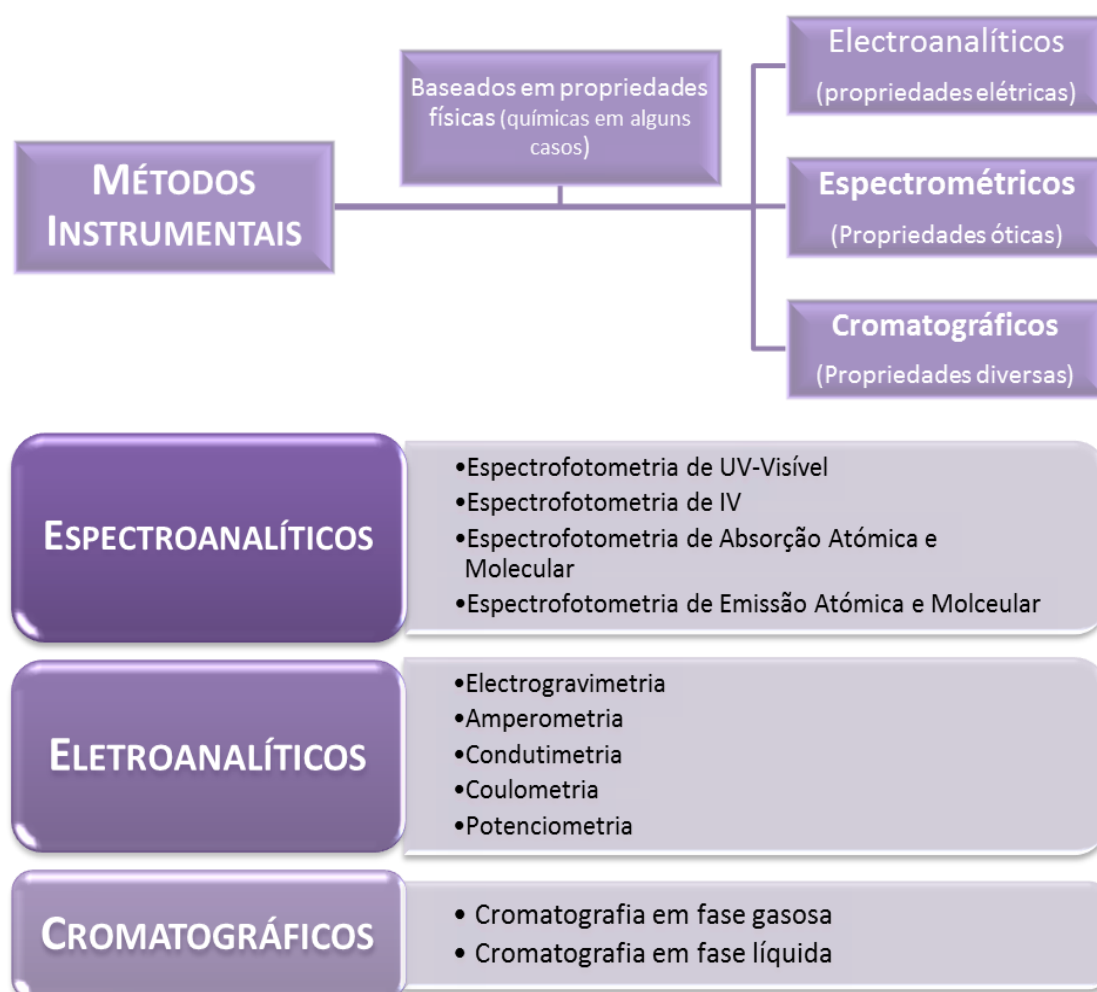 MÉTODOS
INSTRUMENTAIS
Baseados em propriedades
físicas (químicas em alguns
casos)
Electroanalíticos
(propriedades elétricas)
Espectrométricos
(Propriedades óticas)
Cromatográficos
(Propriedades diversas)
ESPECTROANALÍTICOS
•Espectrofotometria de UV-Visível
•Espectrofotometria de IV
•Espectrofotometria de Absorção Atómica e
Molecular
•Espectrofotometria de Emissão Atómica e Molceular
ELETROANALÍTICOS
•Electrogravimetria
•Amperometria
•Condutimetria
•Coulometria
•Potenciometria
CROMATOGRÁFICOS
• Cromatografia em fase gasosa
• Cromatografia em fase líquida